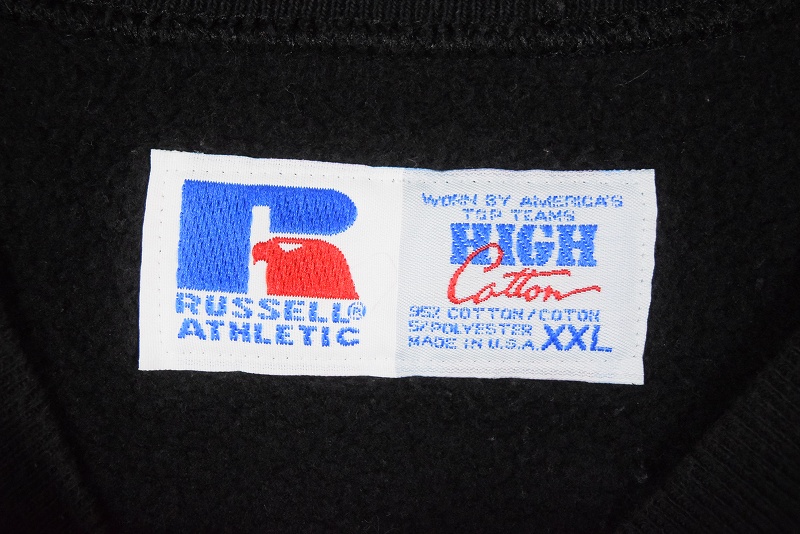 RUSSELL®
ATHLETIC
WORN BY AMERICA'S
TOP TEAMS
HIGH
Cotton
95% COTTON/COTON
5% POLYESTER
MADE IN U.S.A. XXL